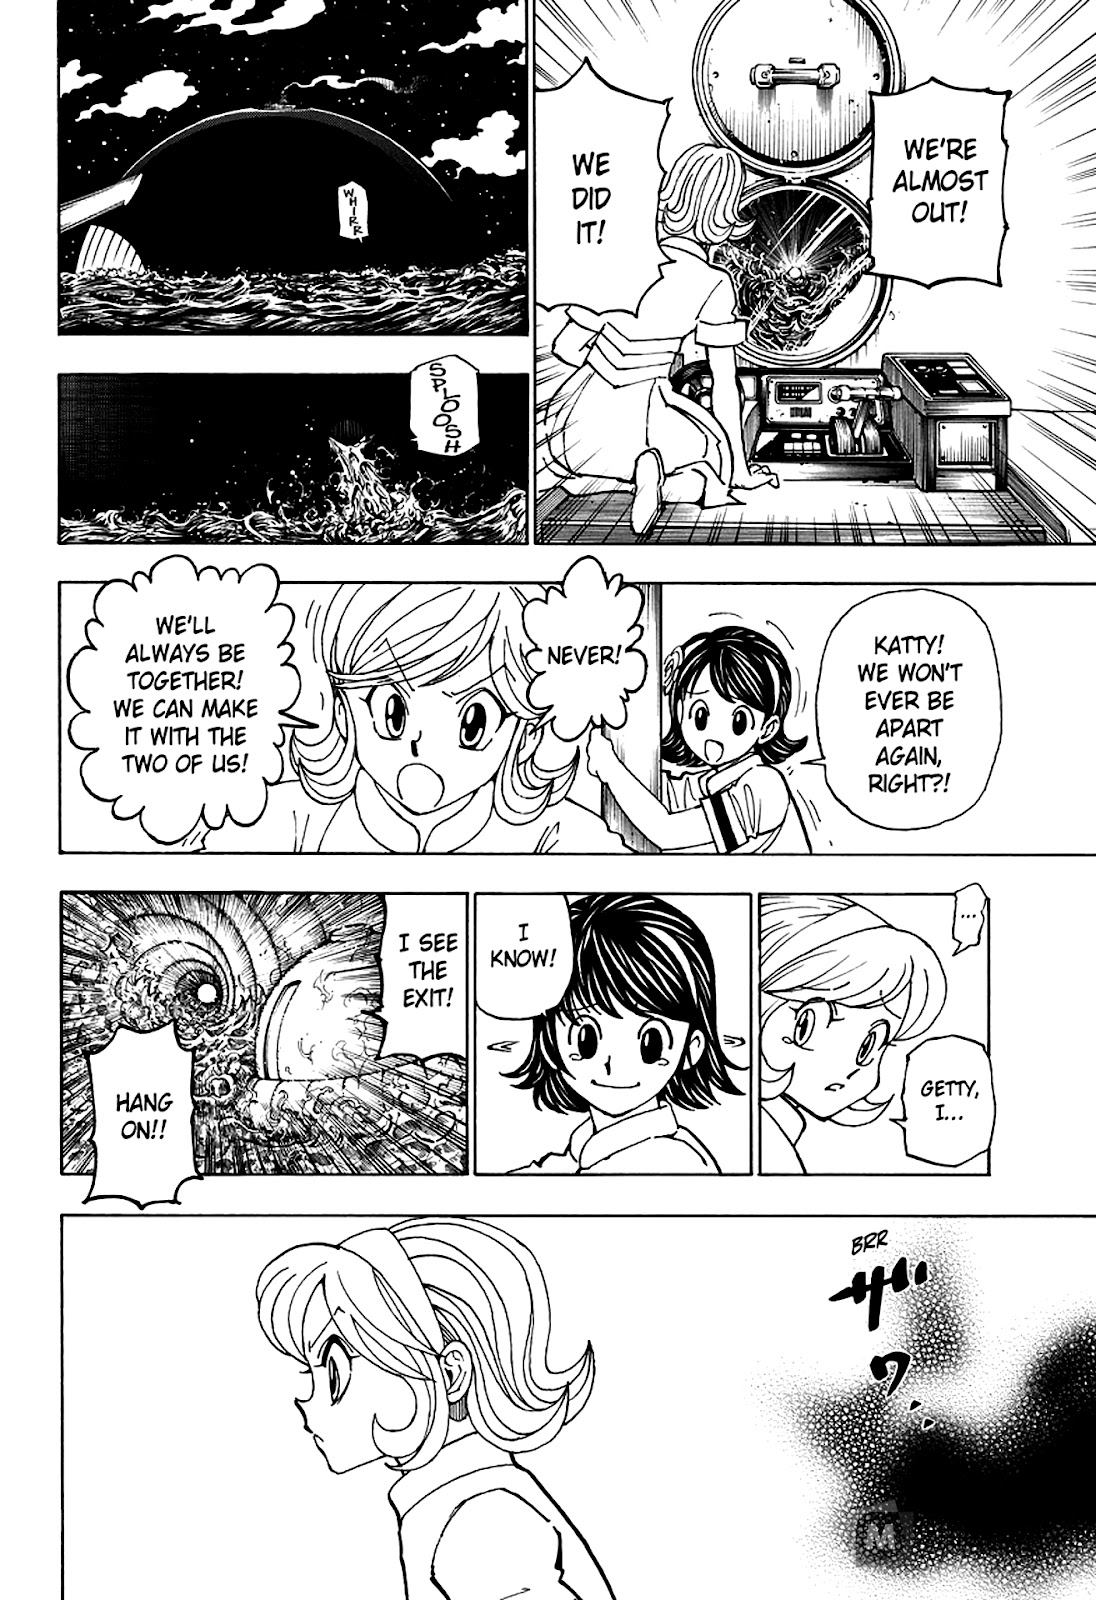 WE'RE
ALMOST
OUT!
WE
DID
IT!
WHIRR
SPLOOSH
KATTY!
WE WON'T
EVER BE
APART
AGAIN,
RIGHT?!
NEVER!
WE'LL
ALWAYS BE
TOGETHER!
WE CAN MAKE
IT WITH THE
TWO OF US!
...
GETTY,
I...
I
KNOW!
I SEE
THE
EXIT!
HANG
ON!!
BRR
ザワ...
M